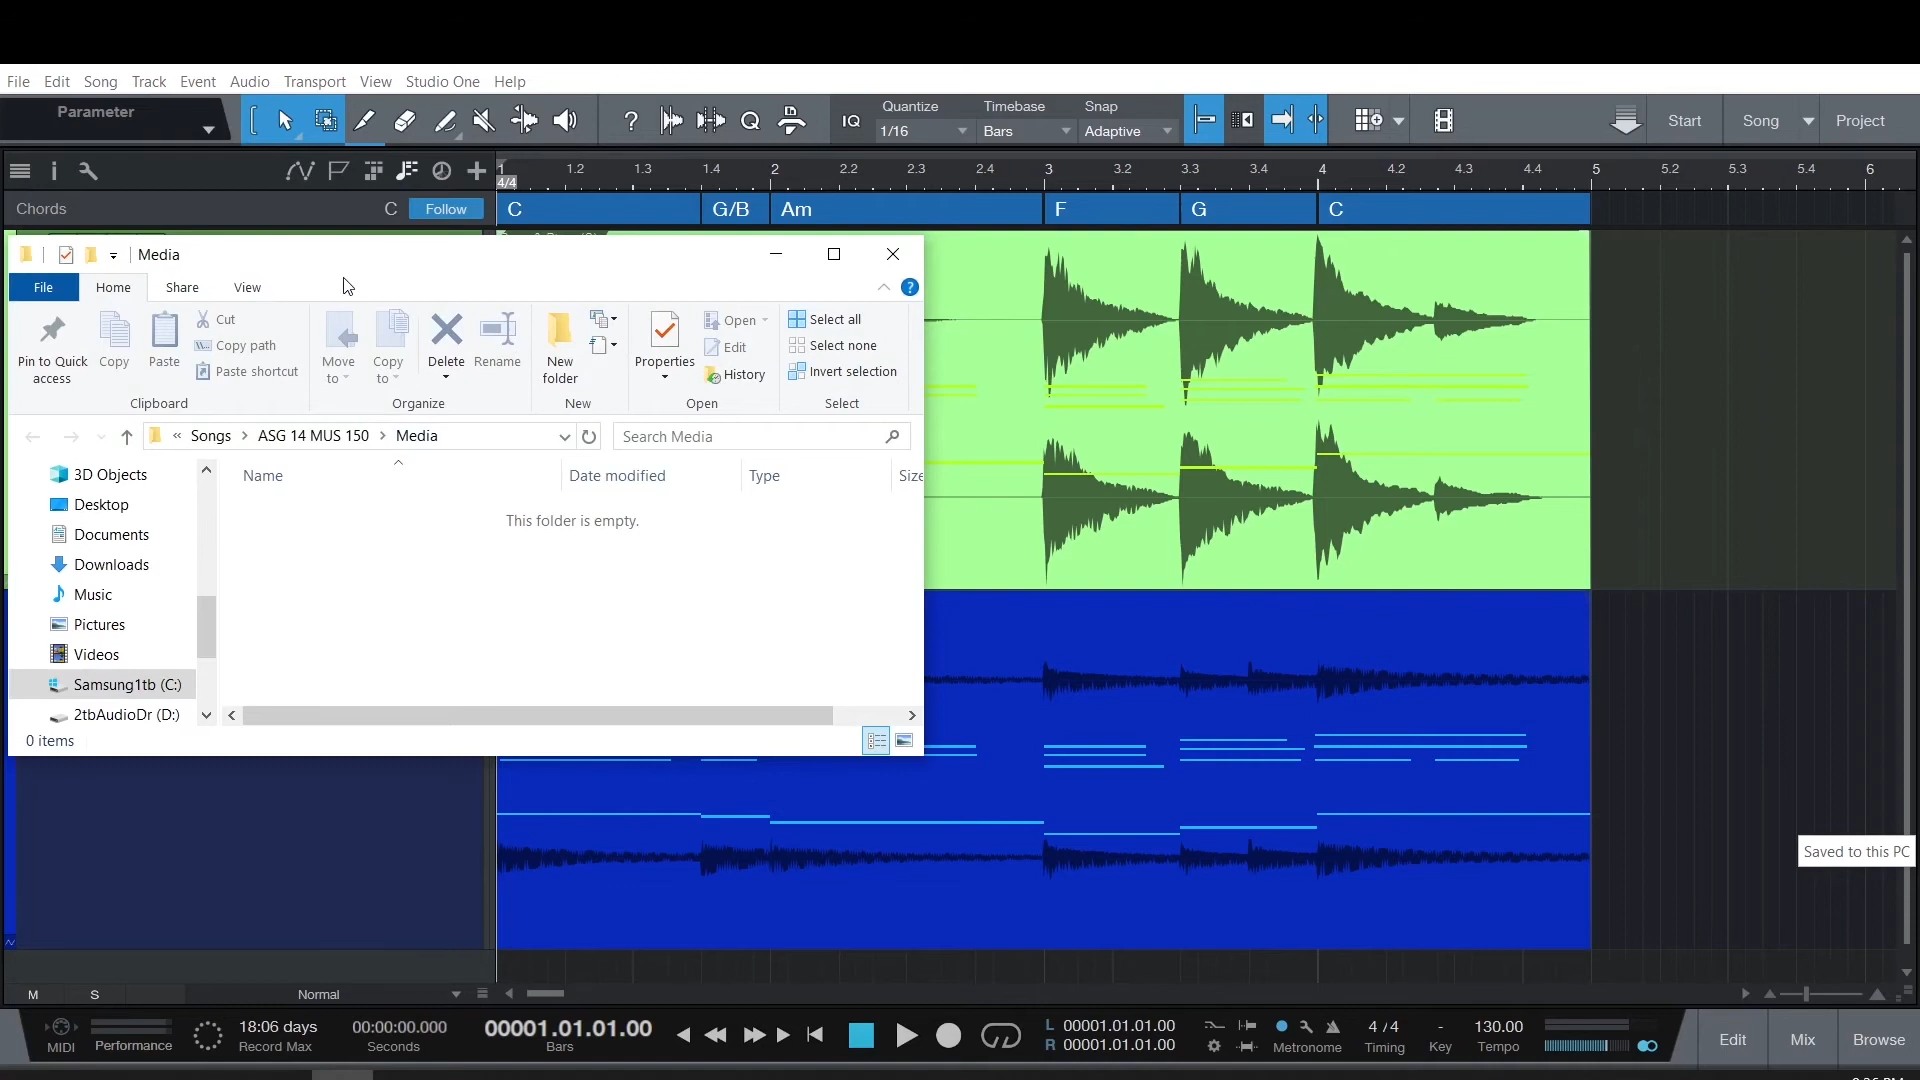 File Edit Song Track Event Audio Transport View Studio One Help
Parameter
? IQ Quantize 1/16 Timebase Bars Snap Adaptive Start Song Project
1 1.2 1.3 1.4 2 2.2 2.3 2.4 3 3.2 3.3 3.4 4 4.2 4.3 4.4 5 5.2 5.3 5.4 6
4/4
Chords C Follow C G/B Am F G C
Media
File Home Share View ?
Pin to Quick access
Copy
Paste
Cut
Copy path
Paste shortcut
Clipboard
Move to
Copy to
Delete
Rename
Organize
New folder
New
Properties
Open
Edit
History
Open
Select all
Select none
Invert selection
Select
« Songs > ASG 14 MUS 150 > Media
Search Media
Name Date modified Type Size
This folder is empty.
3D Objects
Desktop
Documents
Downloads
Music
Pictures
Videos
Samsung1tb (C:)
2tbAudioDr (D:)
0 items
Saved to this PC
M S Normal
MIDI
Performance
18:06 days
Record Max
00:00:00.000
Seconds
00001.01.01.00
Bars
L 00001.01.01.00
R 00001.01.01.00
Metronome
4 / 4
Timing
-
Key
130.00
Tempo
Edit Mix Browse